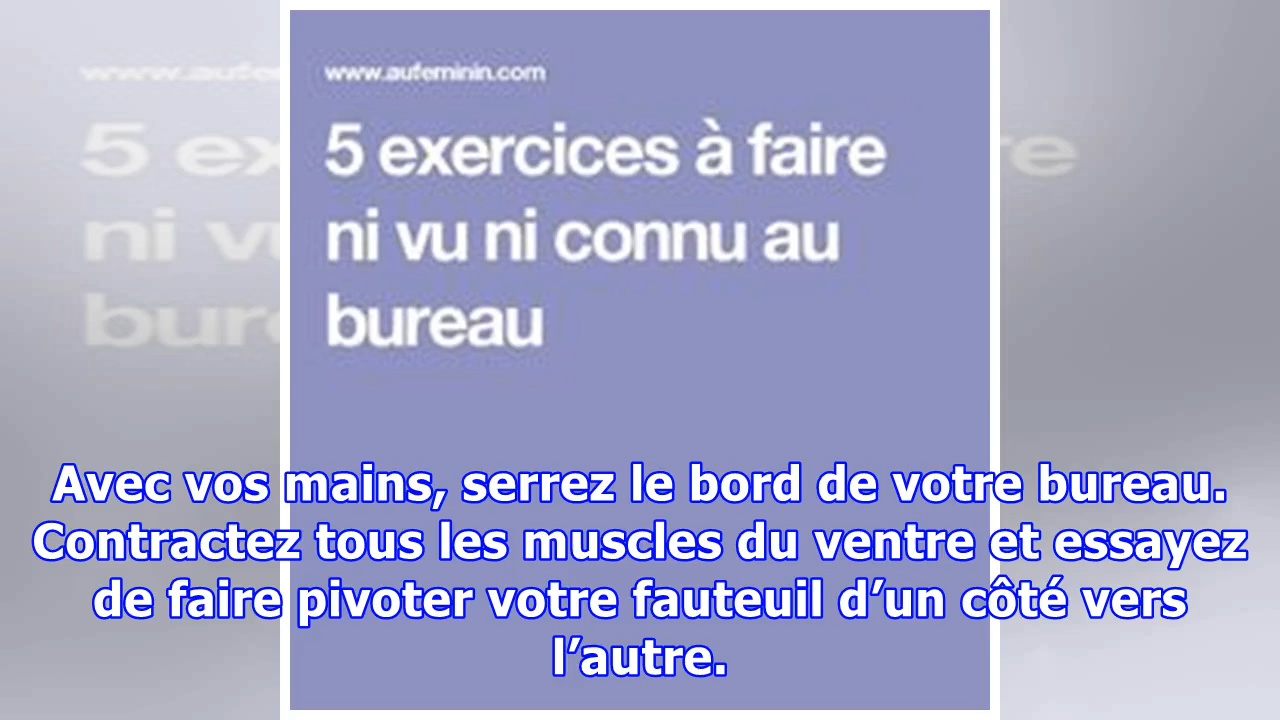 www.aufeminin.com
5 exercices à faire
ni vu ni connu au
bureau
Avec vos mains, serrez le bord de votre bureau.
Contractez tous les muscles du ventre et essayez
de faire pivoter votre fauteuil d’un côté vers
l’autre.